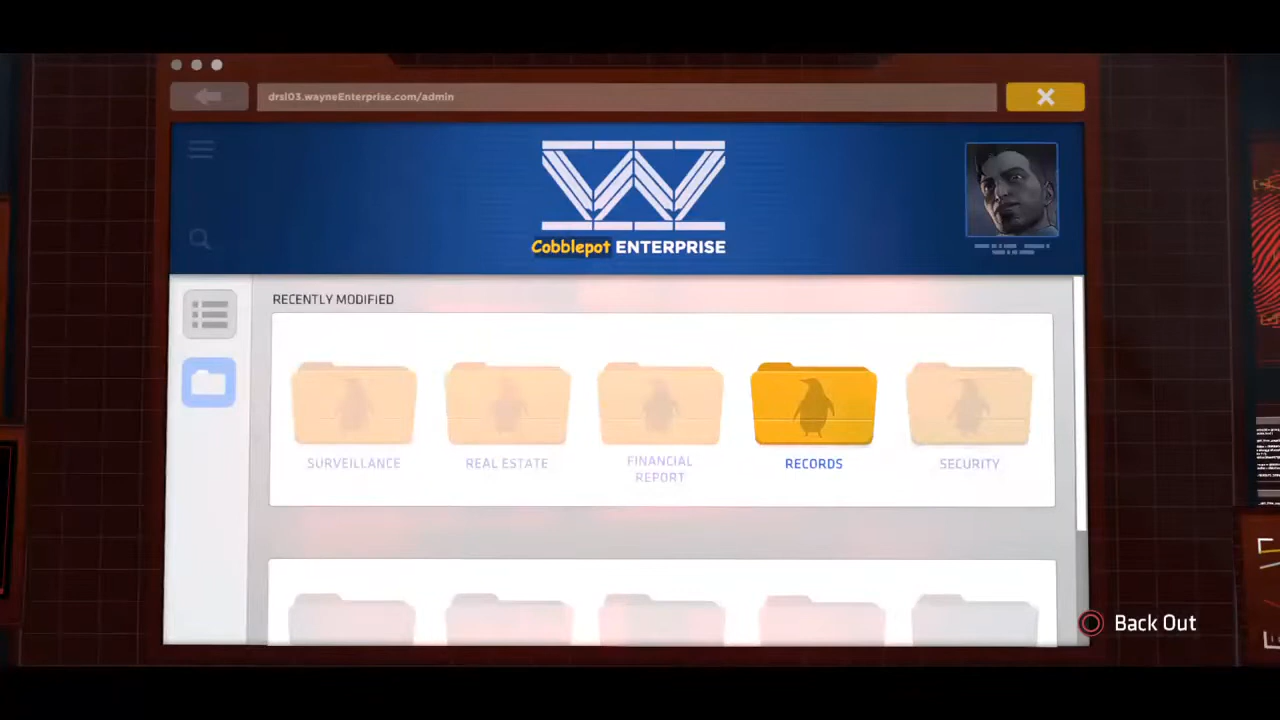 drsl03.wayneEnterprise.com/admin
Cobblepot ENTERPRISE
RECENTLY MODIFIED
SURVEILLANCE
REAL ESTATE
FINANCIAL
REPORT
RECORDS
SECURITY
Back Out